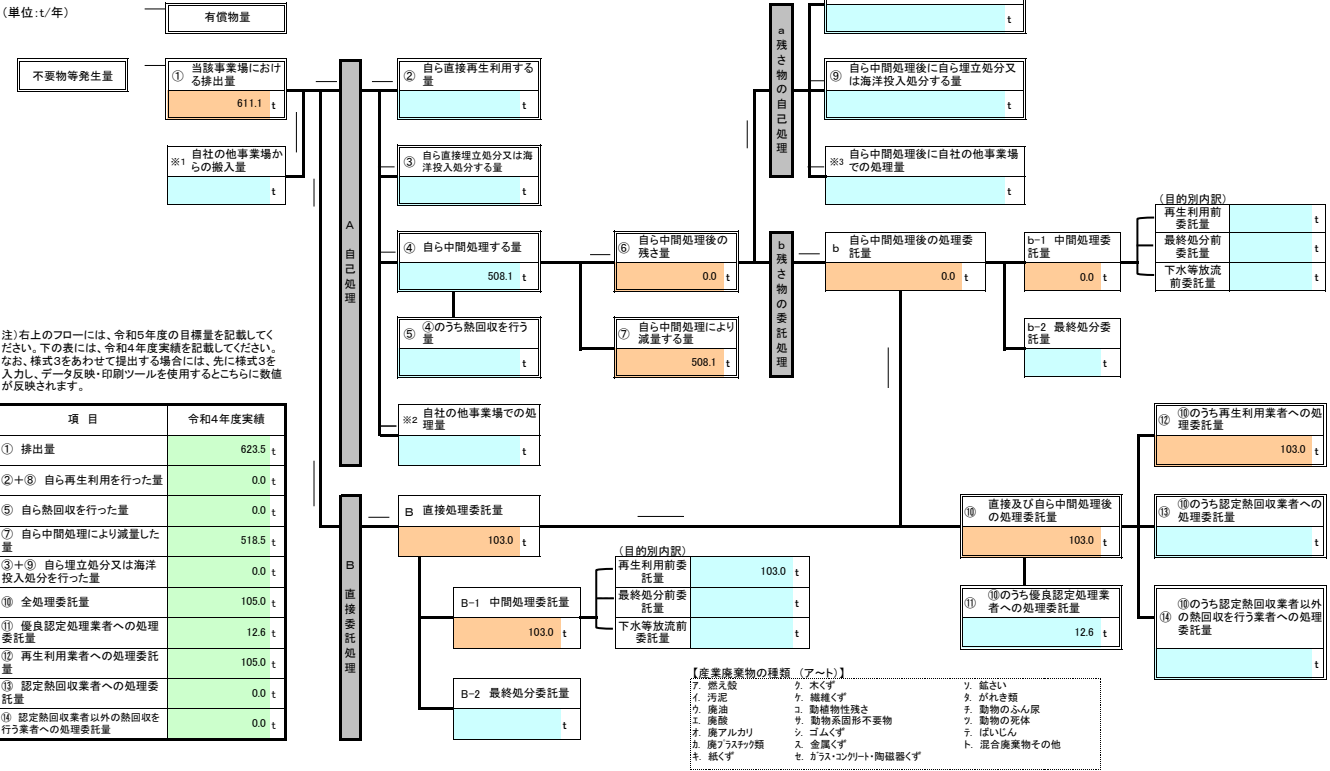 (単位:t/年)
有償物量
不要物等発生量
① 当該事業場におけ
る排出量
611.1 t
※1 自社の他事業場か
らの搬入量
t
A 自己処理
② 自ら直接再生利用する
量
t
③ 自ら直接埋立処分又は海
洋投入処分する量
t
④ 自ら中間処理する量
508.1 t
⑤ ④のうち熱回収を行う
量
t
※2 自社の他事業場での処
理量
t
⑥ 自ら中間処理後の
残さ量
0.0 t
⑦ 自ら中間処理により
減量する量
508.1 t
a 残さ物の自己処理
t
⑨ 自ら中間処理後に自ら埋立処分又
は海洋投入処分する量
t
※3 自ら中間処理後に自社の他事業場
での処理量
t
b 残さ物の委託処理
b 自ら中間処理後の処理委
託量
0.0 t
b-1 中間処理委
託量
0.0 t
b-2 最終処分委
託量
t
(目的別内訳)
再生利用前
委託量 t
最終処分前
委託量 t
下水等放流
前委託量 t
注)右上のフローには、令和5年度の目標量を記載してく
ださい。下の表には、令和4年度実績を記載してください。
なお、様式3をあわせて提出する場合には、先に様式3を
入力し、データ反映・印刷ツールを使用するとこちらに数値
が反映されます。
項 目 令和4年度実績
① 排出量 623.5 t
②+⑧ 自ら再生利用を行った量 0.0 t
⑤ 自ら熱回収を行った量 0.0 t
⑦ 自ら中間処理により減量した
量 518.5 t
③+⑨ 自ら埋立処分又は海洋
投入処分を行った量 0.0 t
⑩ 全処理委託量 105.0 t
⑪ 優良認定処理業者への処理
委託量 12.6 t
⑫ 再生利用業者への処理委託
量 105.0 t
⑬ 認定熱回収業者への処理委
託量 0.0 t
⑭ 認定熱回収業者以外の熱回収を
行う業者への処理委託量 0.0 t
B 直接委託処理
B 直接処理委託量
103.0 t
B-1 中間処理委託量
103.0 t
B-2 最終処分委託量
t
(目的別内訳)
再生利用前委
託量 103.0 t
最終処分前委
託量 t
下水等放流前
委託量 t
⑩ 直接及び自ら中間処理後
の処理委託量
103.0 t
⑪ ⑩のうち優良認定処理業
者への処理委託量
12.6 t
⑫ ⑩のうち再生利用業者への処
理委託量
103.0 t
⑬ ⑩のうち認定熱回収業者への
処理委託量
t
⑭ ⑩のうち認定熱回収業者以外
の熱回収を行う業者への処理
委託量
t
【産業廃棄物の種類 (ア~ト)】
ア. 燃え殻 ク. 木くず ソ. 鉱さい
イ. 汚泥 ケ. 繊維くず タ. がれき類
ウ. 廃油 コ. 動植物性残さ チ. 動物のふん尿
エ. 廃酸 サ. 動物系固形不要物 ツ. 動物の死体
オ. 廃アルカリ シ. ゴムくず テ. ばいじん
カ. 廃プラスチック類 ス. 金属くず ト. 混合廃棄物その他
キ. 紙くず セ. ガラス・コンクリート・陶磁器くず